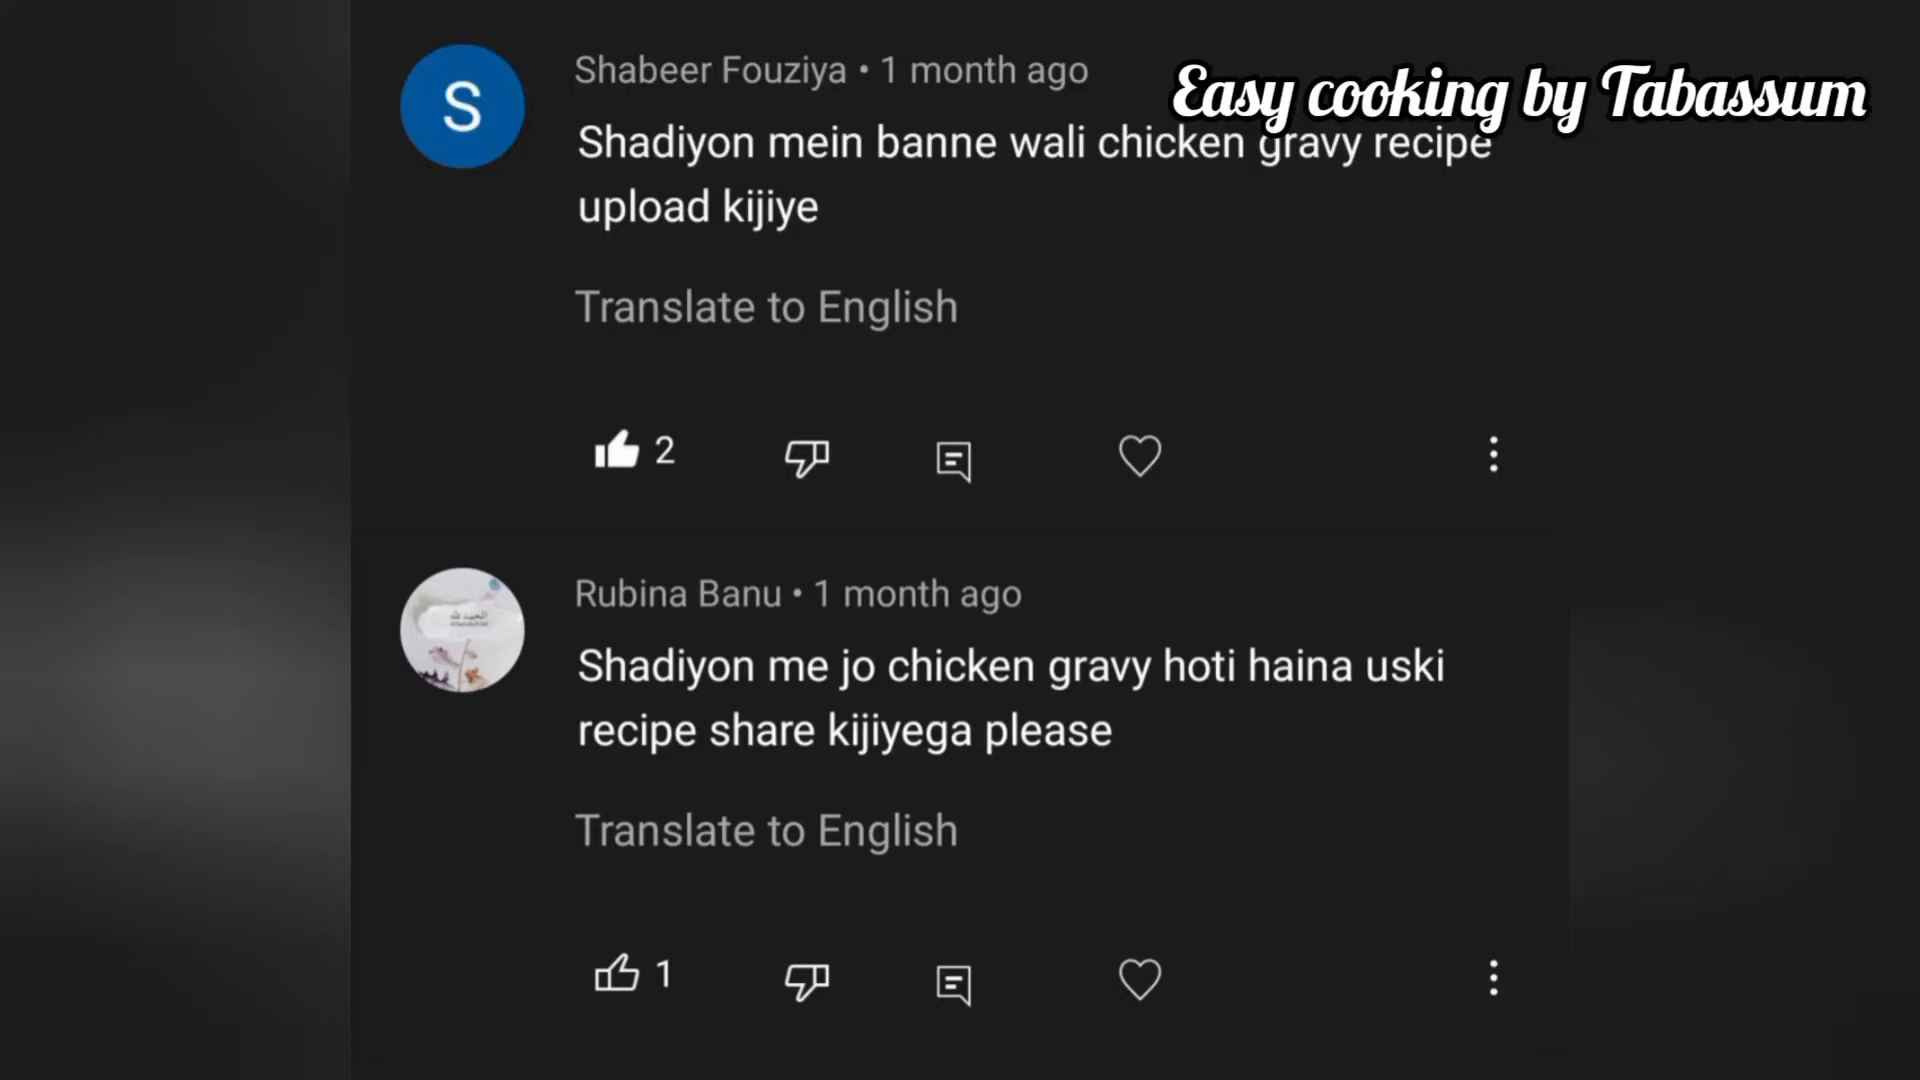 S
Shabeer Fouziya • 1 month ago
Easy cooking by Tabassum
Shadiyon mein banne wali chicken gravy recipe
upload kijiye
Translate to English
2
Rubina Banu • 1 month ago
الحمد لله
Shadiyon me jo chicken gravy hoti haina uski
recipe share kijiyega please
Translate to English
1